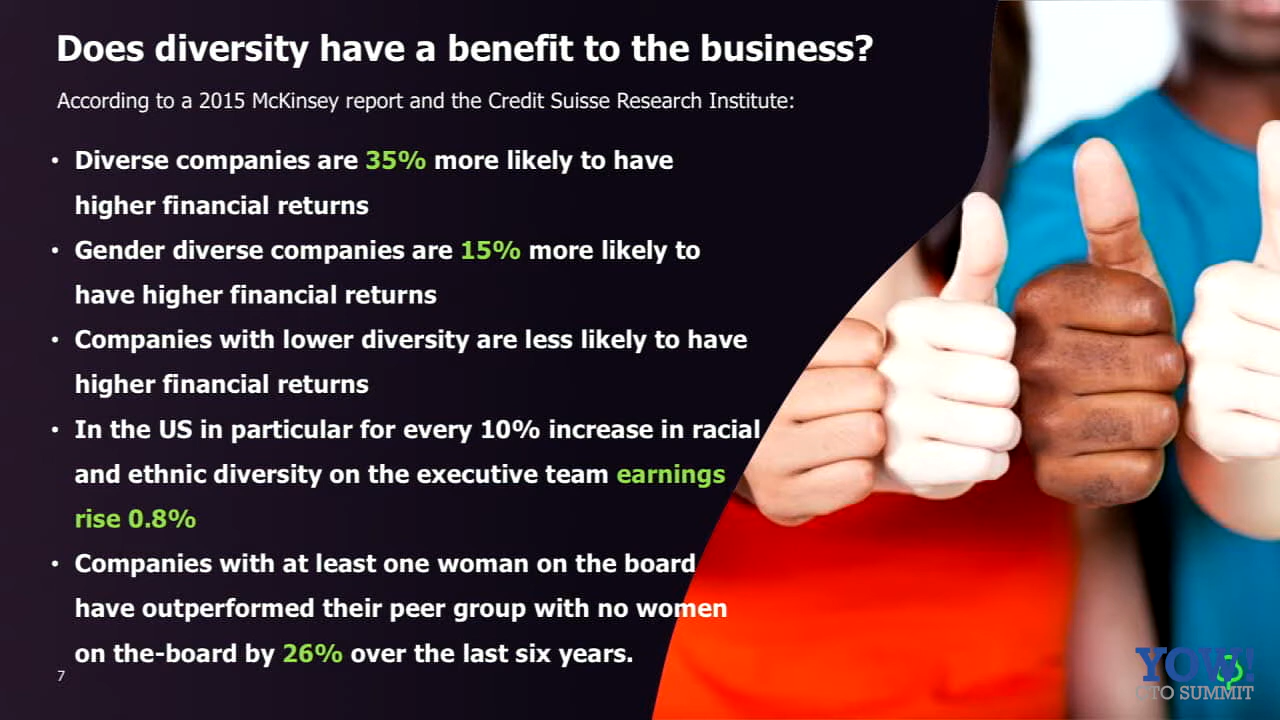 Does diversity have a benefit to the business?
According to a 2015 McKinsey report and the Credit Suisse Research Institute:
• Diverse companies are 35% more likely to have
higher financial returns
• Gender diverse companies are 15% more likely to
have higher financial returns
• Companies with lower diversity are less likely to have
higher financial returns
• In the US in particular for every 10% increase in racial
and ethnic diversity on the executive team earnings
rise 0.8%
• Companies with at least one woman on the board
have outperformed their peer group with no women
on the-board by 26% over the last six years.
7
YOW!
CTO SUMMIT